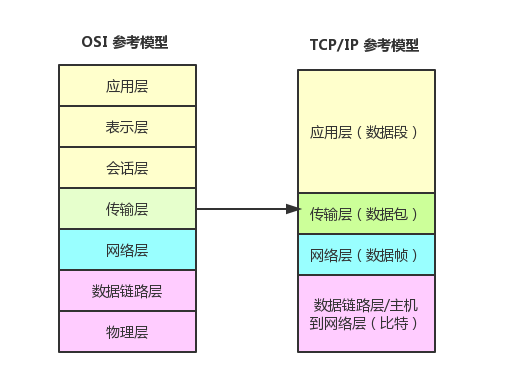 OSI 参考模型
应用层
表示层
会话层
传输层
网络层
数据链路层
物理层
TCP/IP 参考模型
应用层（数据段）
传输层（数据包）
网络层（数据帧）
数据链路层/主机
到网络层（比特）